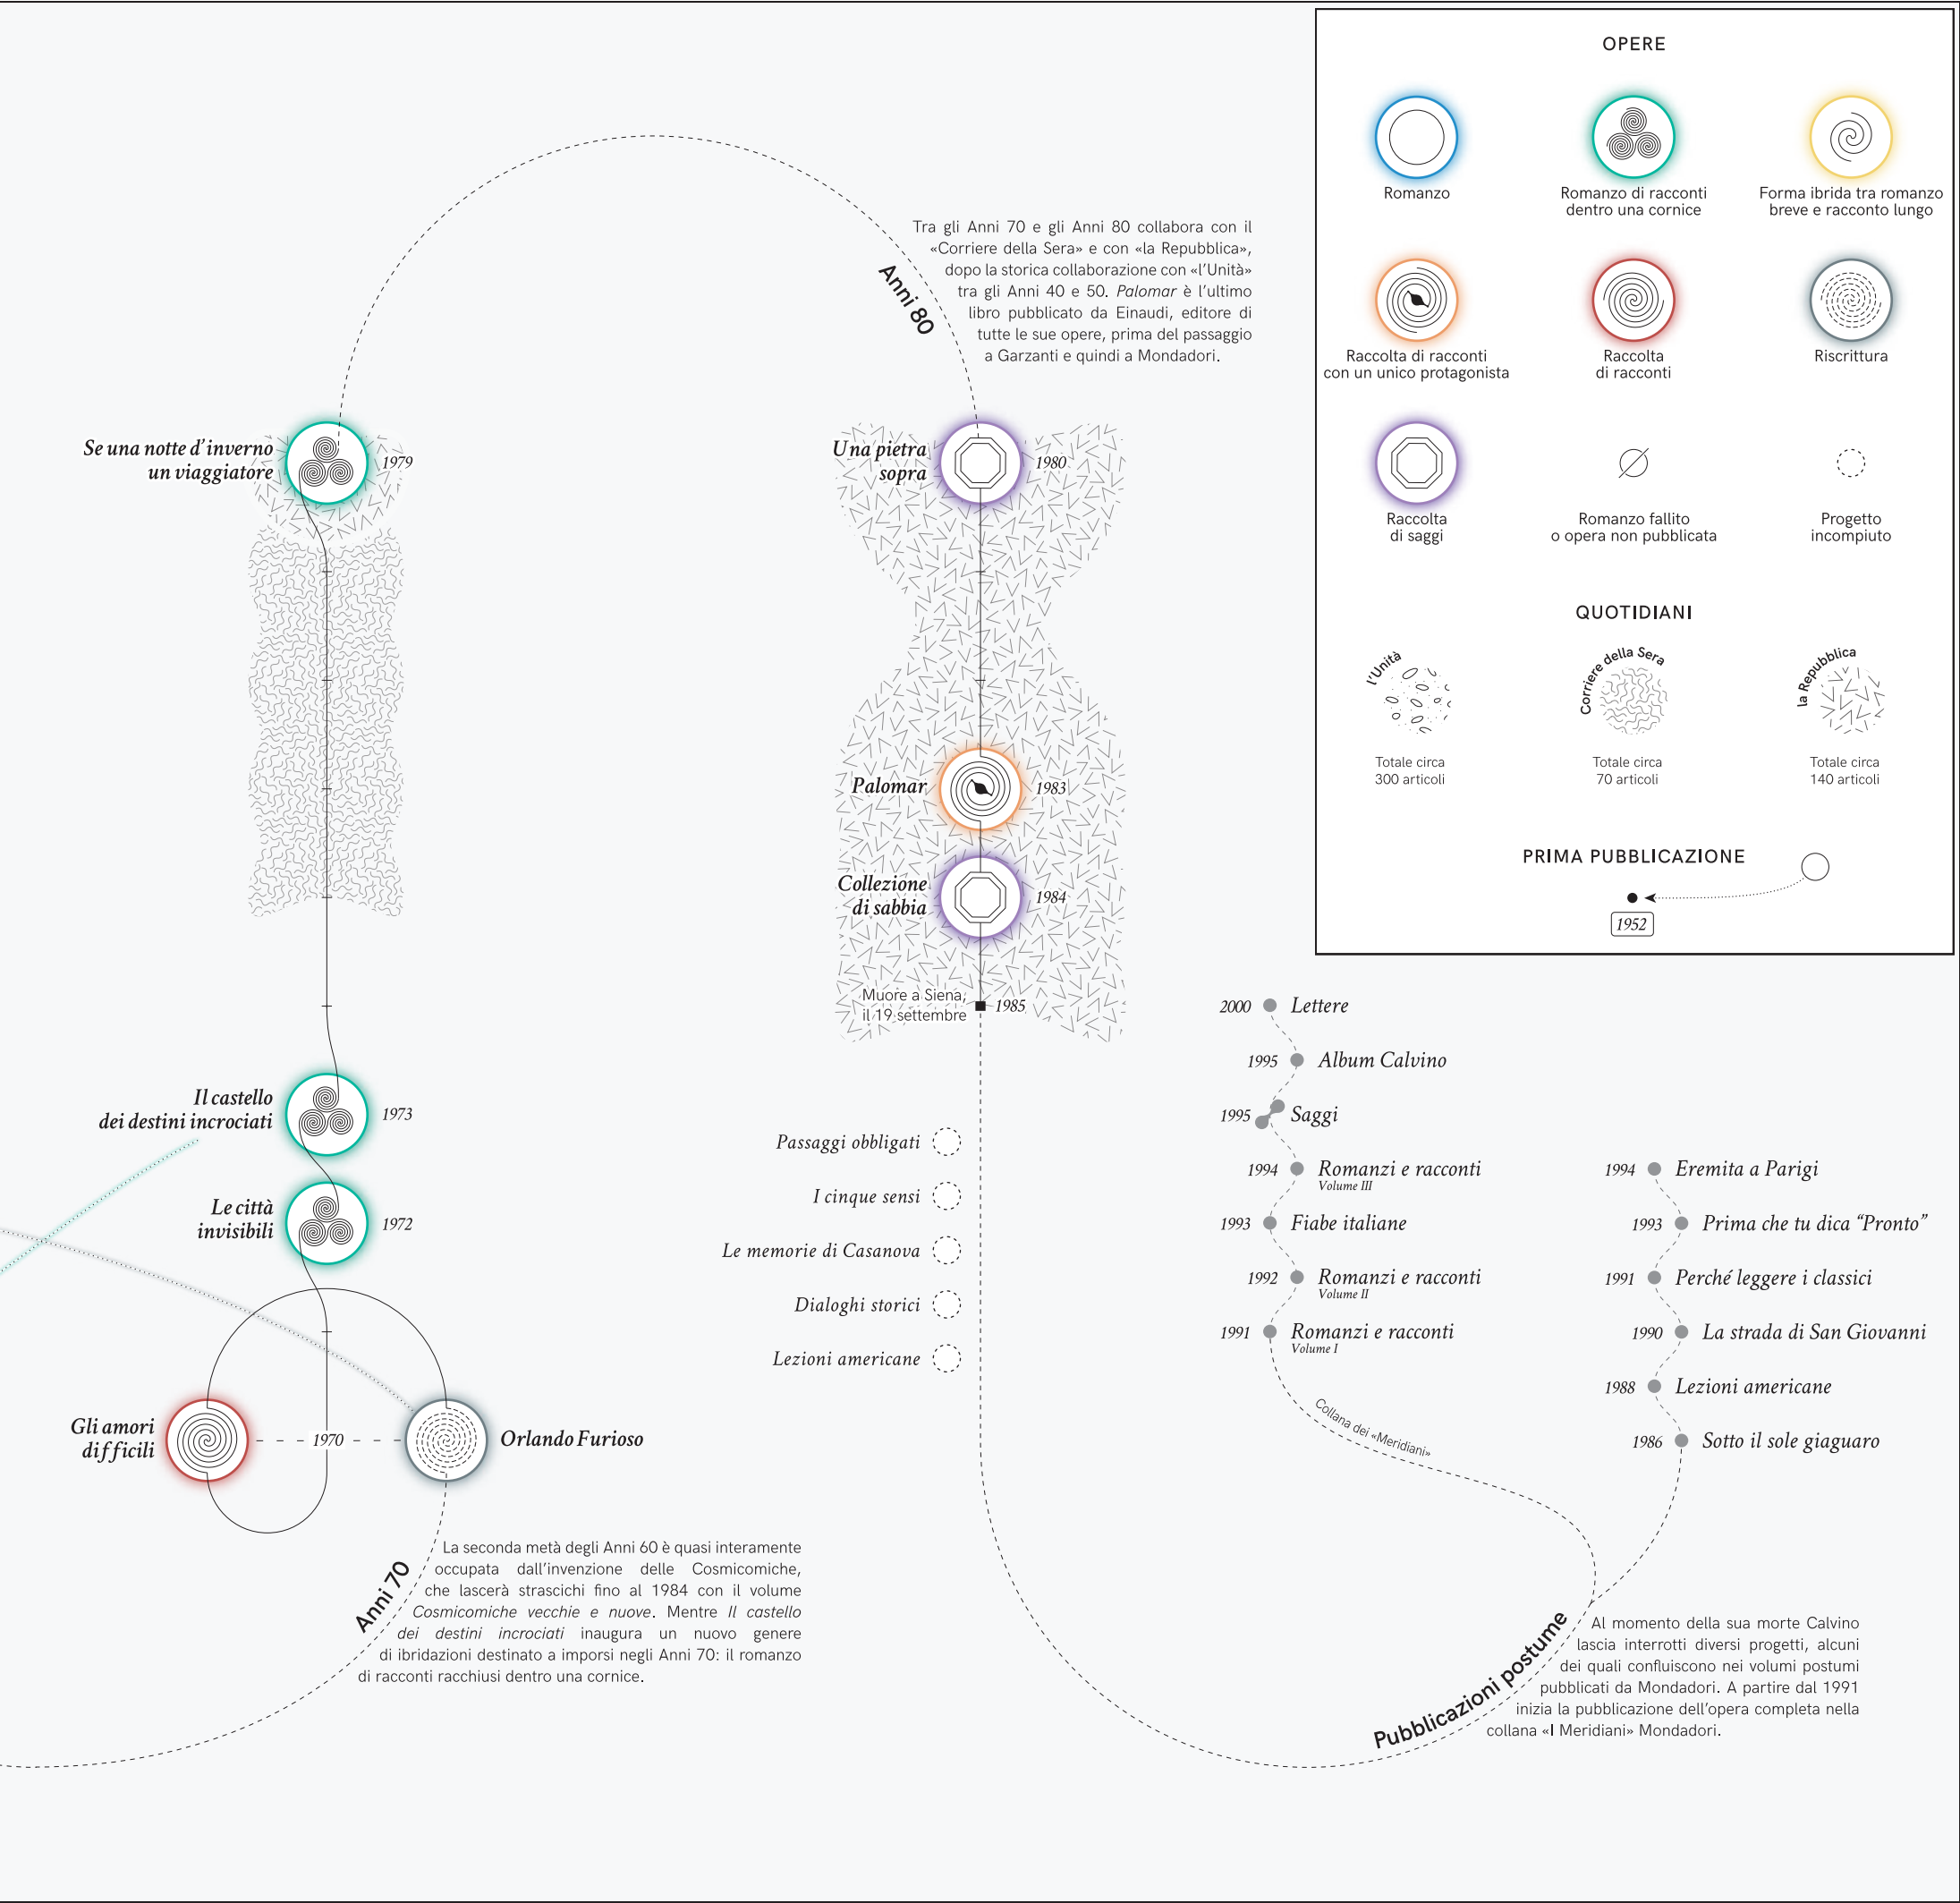 Se una notte d’inverno
un viaggiatore
1979
Il castello
dei destini incrociati
1973
Le città
invisibili
1972
Gli amori
difficili
1970
Orlando Furioso
Anni 70
La seconda metà degli Anni 60 è quasi interamente
occupata dall’invenzione delle Cosmicomiche,
che lascerà strascichi fino al 1984 con il volume
Cosmicomiche vecchie e nuove. Mentre Il castello
dei destini incrociati inaugura un nuovo genere
di ibridazioni destinato a imporsi negli Anni 70: il romanzo
di racconti racchiusi dentro una cornice.
Anni 80
Tra gli Anni 70 e gli Anni 80 collabora con il
«Corriere della Sera» e con «la Repubblica»,
dopo la storica collaborazione con «l’Unità»
tra gli Anni 40 e 50. Palomar è l’ultimo
libro pubblicato da Einaudi, editore di
tutte le sue opere, prima del passaggio
a Garzanti e quindi a Mondadori.
Una pietra
sopra
1980
Palomar
1983
Collezione
di sabbia
1984
Muore a Siena,
il 19 settembre
1985
Passaggi obbligati
I cinque sensi
Le memorie di Casanova
Dialoghi storici
Lezioni americane
2000 Lettere
1995 Album Calvino
1995 Saggi
1994 Romanzi e racconti
Volume III
1993 Fiabe italiane
1992 Romanzi e racconti
Volume II
1991 Romanzi e racconti
Volume I
Collana dei «Meridiani»
1994 Eremita a Parigi
1993 Prima che tu dica “Pronto”
1991 Perché leggere i classici
1990 La strada di San Giovanni
1988 Lezioni americane
1986 Sotto il sole giaguaro
Pubblicazioni postume
Al momento della sua morte Calvino
lascia interrotti diversi progetti, alcuni
dei quali confluiscono nei volumi postumi
pubblicati da Mondadori. A partire dal 1991
inizia la pubblicazione dell’opera completa nella
collana «I Meridiani» Mondadori.
OPERE
Romanzo
Romanzo di racconti
dentro una cornice
Forma ibrida tra romanzo
breve e racconto lungo
Raccolta di racconti
con un unico protagonista
Raccolta
di racconti
Riscrittura
Raccolta
di saggi
Romanzo fallito
o opera non pubblicata
Progetto
incompiuto
QUOTIDIANI
l’Unità
Corriere della Sera
la Repubblica
Totale circa
300 articoli
Totale circa
70 articoli
Totale circa
140 articoli
PRIMA PUBBLICAZIONE
1952